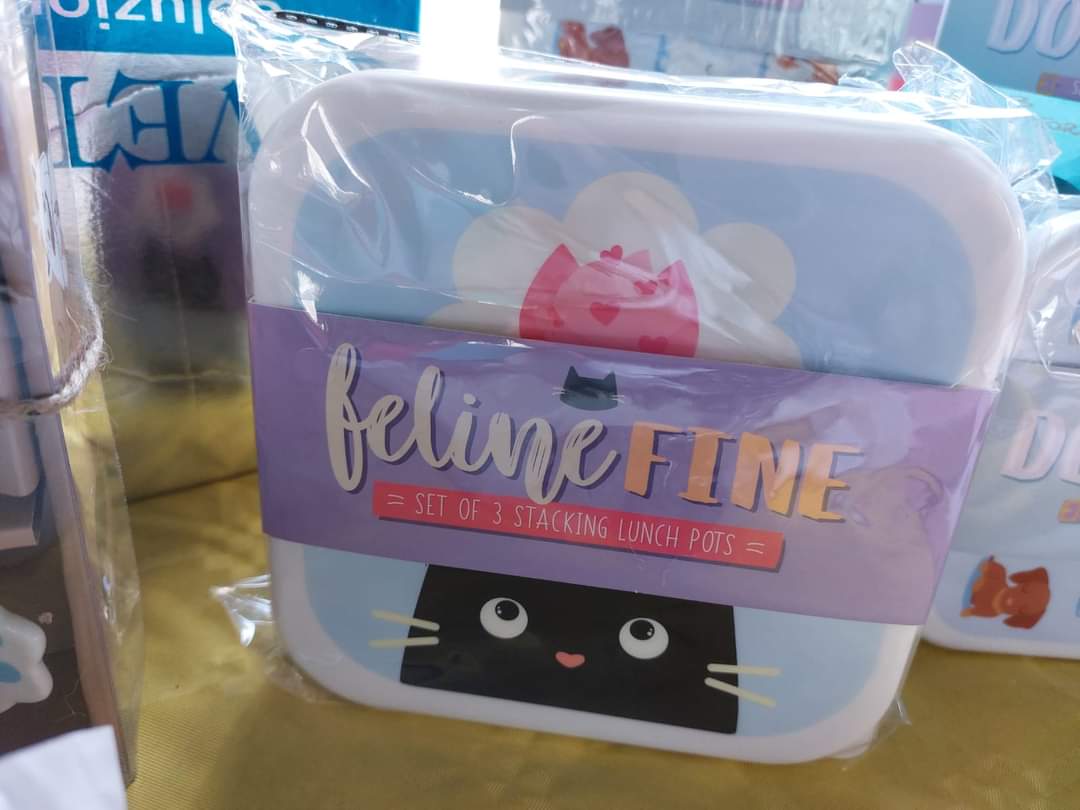 feline FINE
= SET OF 3 STACKING LUNCH POTS =